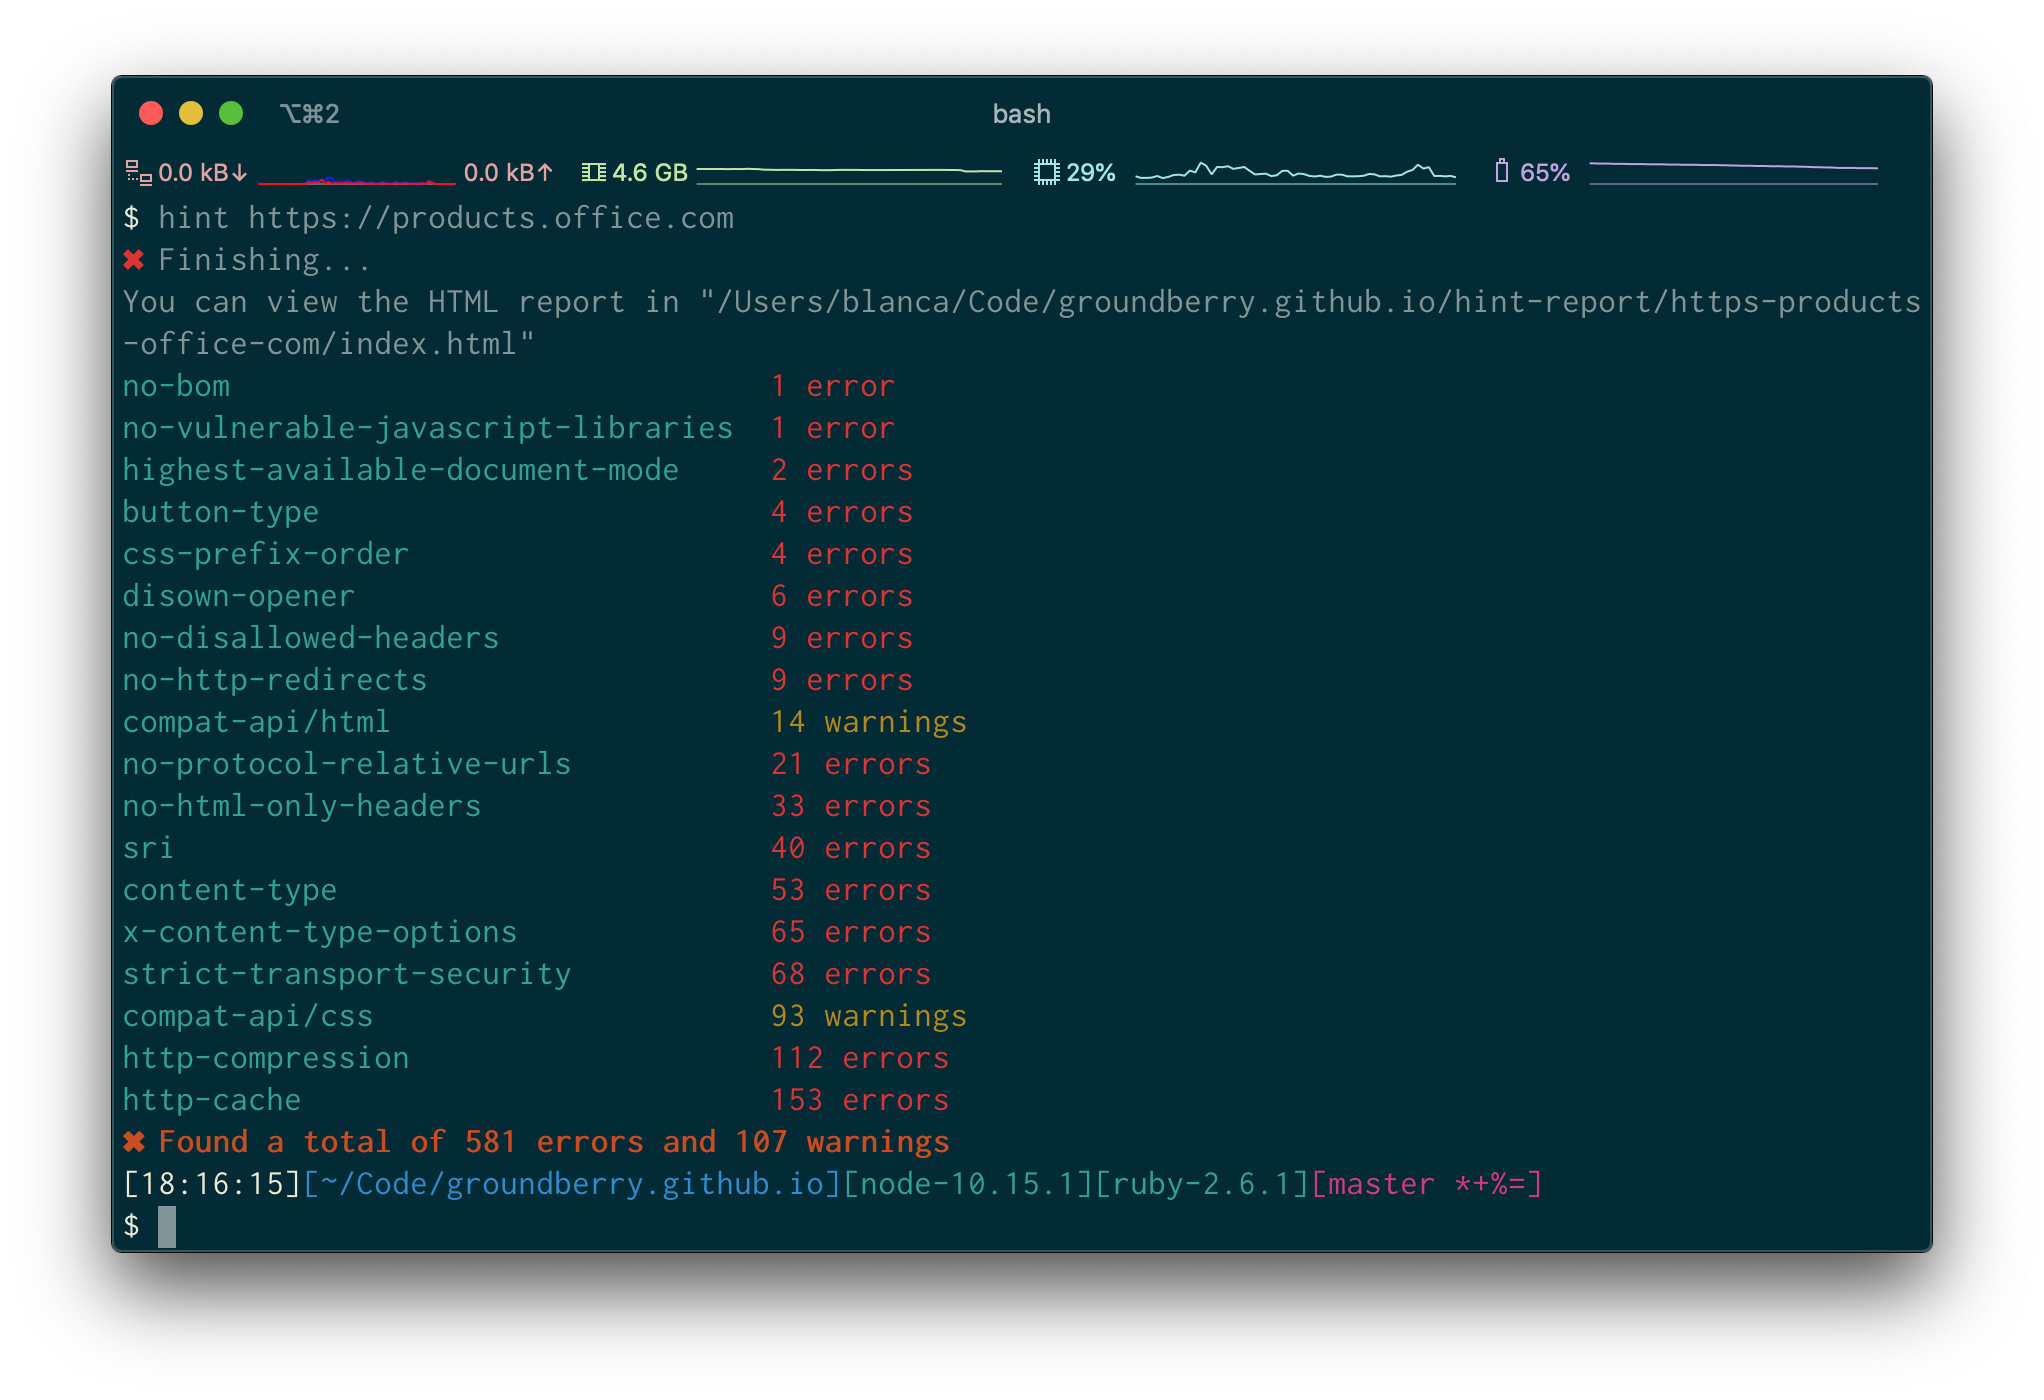 ⌥⌘2 bash
0.0 kB↓ 0.0 kB↑ 4.6 GB 29% 65%
$ hint https://products.office.com
✖ Finishing...
You can view the HTML report in "/Users/blanca/Code/groundberry.github.io/hint-report/https-products
-office-com/index.html"
no-bom 1 error
no-vulnerable-javascript-libraries 1 error
highest-available-document-mode 2 errors
button-type 4 errors
css-prefix-order 4 errors
disown-opener 6 errors
no-disallowed-headers 9 errors
no-http-redirects 9 errors
compat-api/html 14 warnings
no-protocol-relative-urls 21 errors
no-html-only-headers 33 errors
sri 40 errors
content-type 53 errors
x-content-type-options 65 errors
strict-transport-security 68 errors
compat-api/css 93 warnings
http-compression 112 errors
http-cache 153 errors
✖ Found a total of 581 errors and 107 warnings
[18:16:15][~/Code/groundberry.github.io][node-10.15.1][ruby-2.6.1][master *+%=]
$